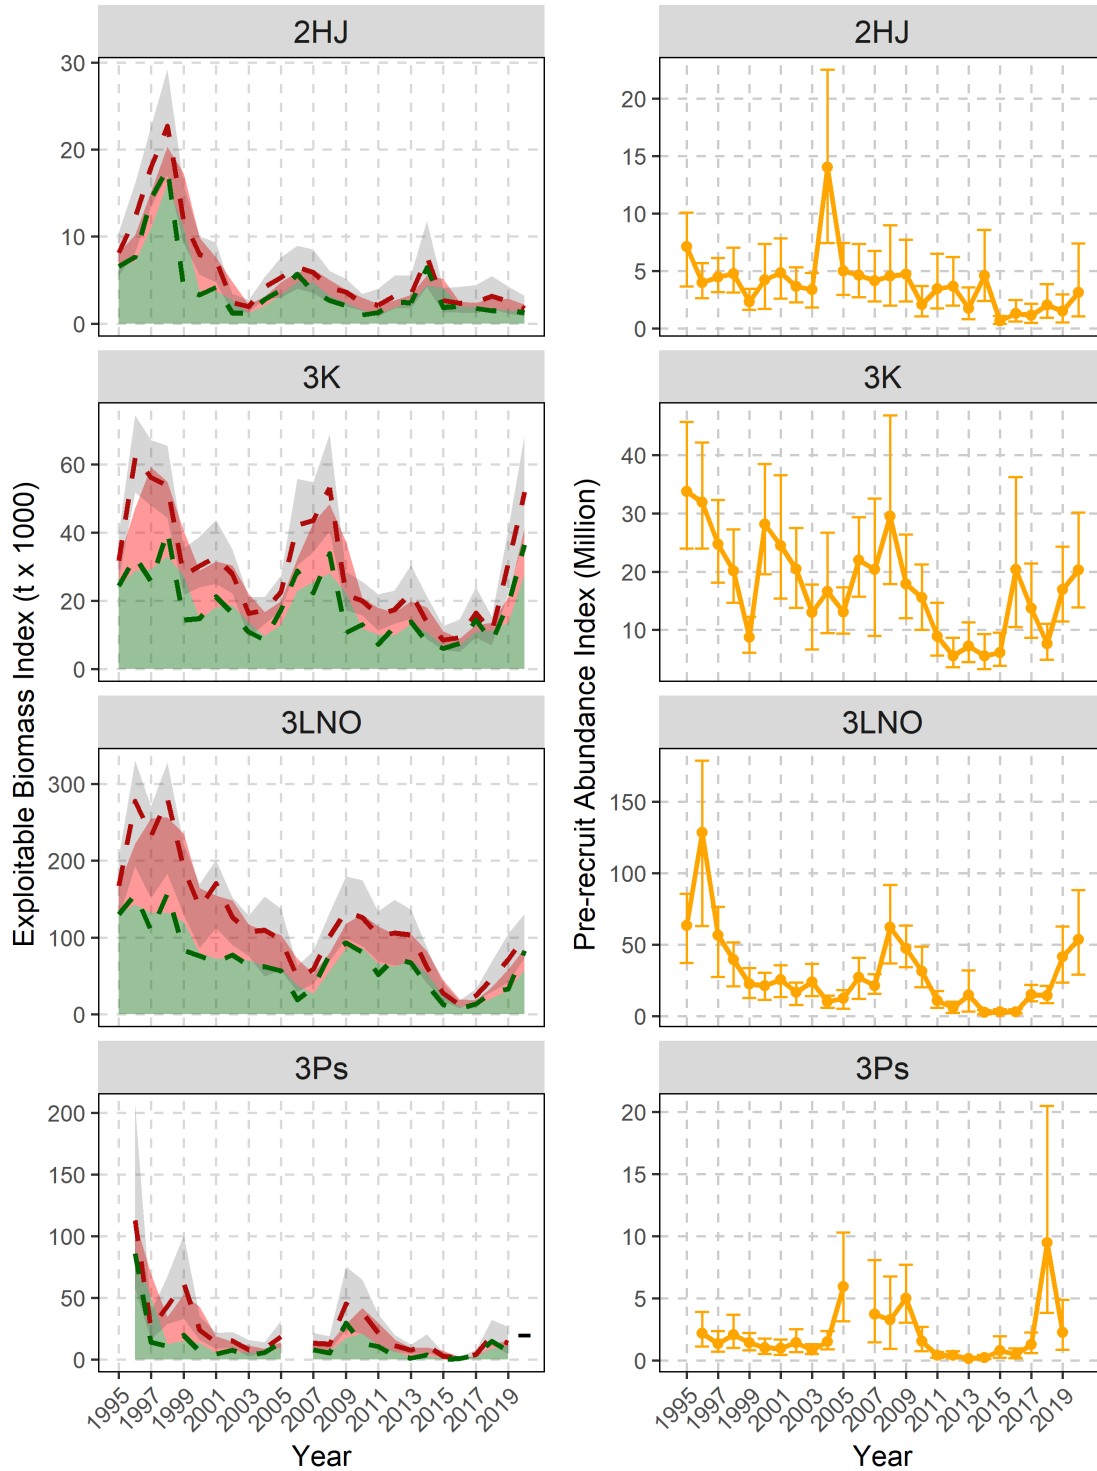 2HJ
Exploitable Biomass Index (t x 1000)
30
20
10
0
3K
60
40
20
0
3LNO
300
200
100
0
3Ps
200
150
100
50
0
1995 1997 1999 2001 2003 2005 2007 2009 2011 2013 2015 2017 2019
Year
2HJ
Pre-recruit Abundance Index (Million)
20
15
10
5
0
3K
40
30
20
10
3LNO
150
100
50
0
3Ps
20
15
10
5
0
1995 1997 1999 2001 2003 2005 2007 2009 2011 2013 2015 2017 2019
Year